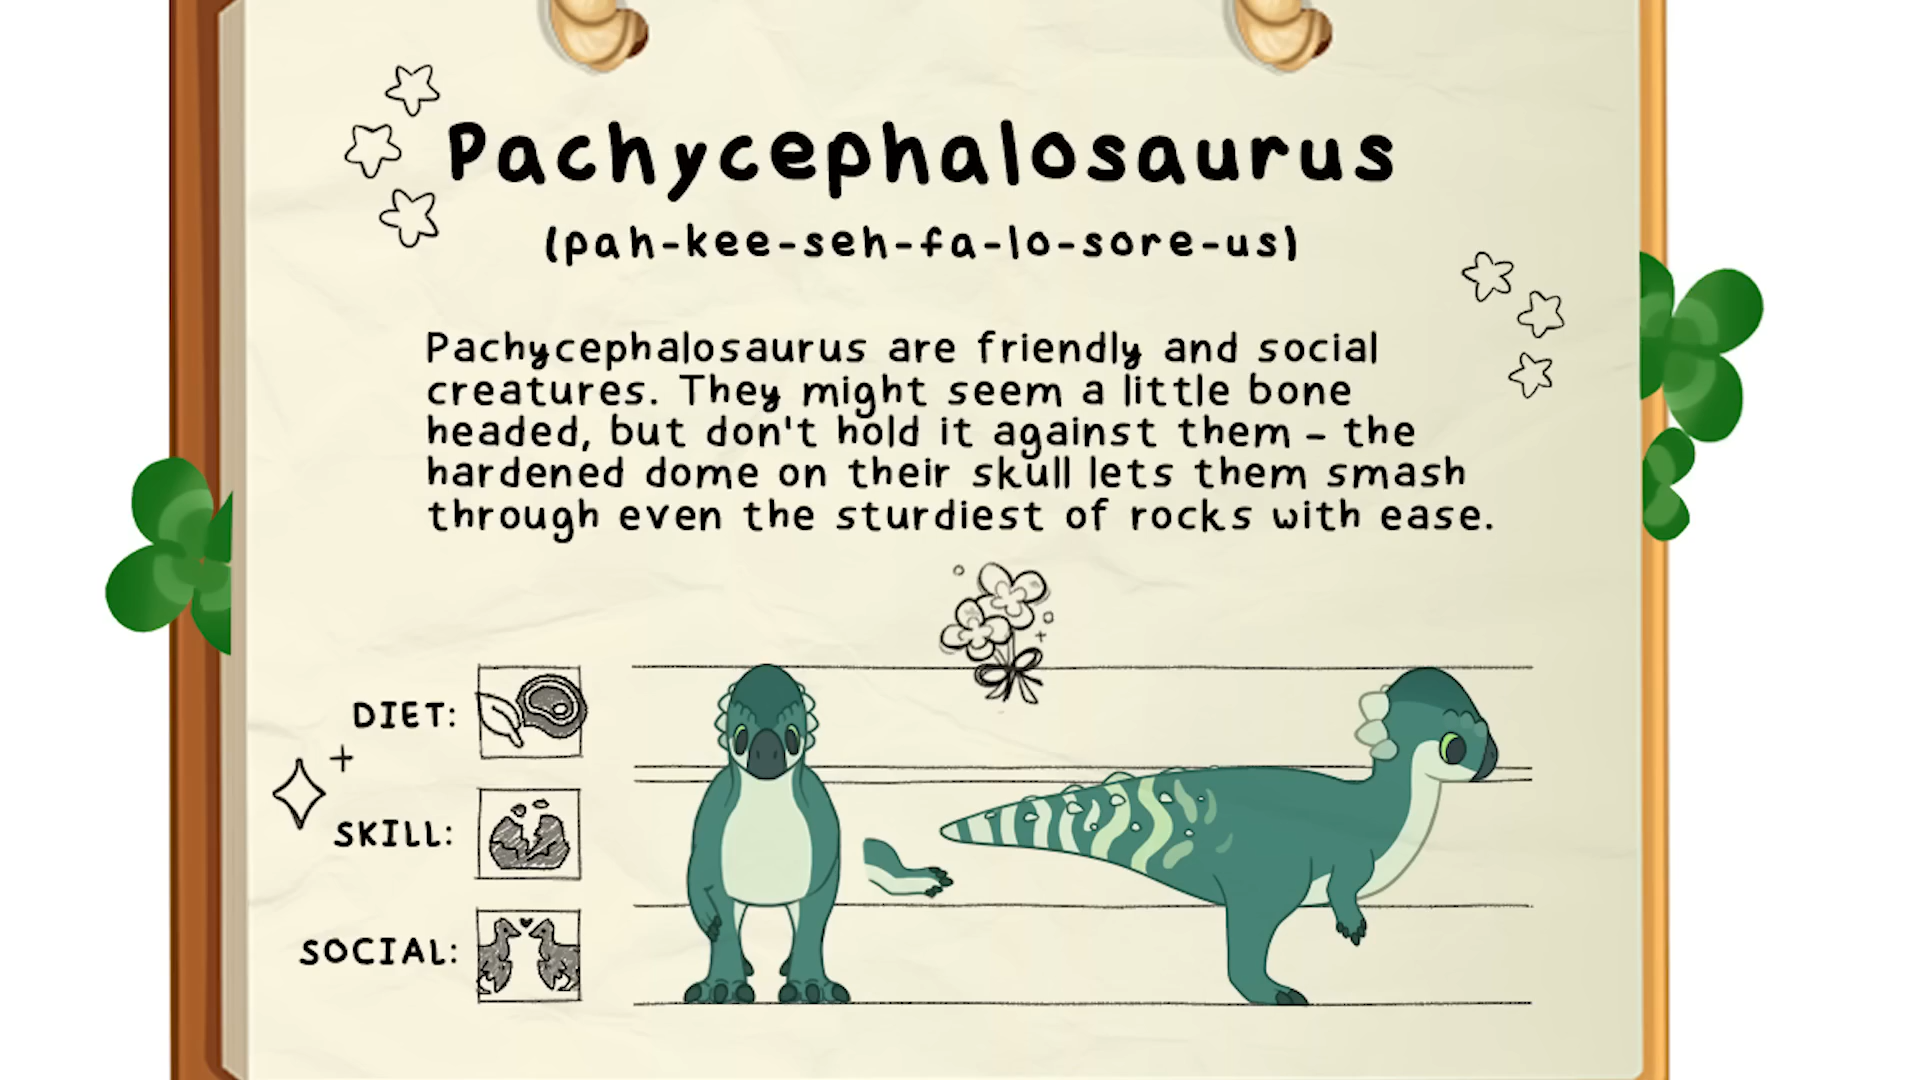 Pachycephalosaurus
(pah-kee-seh-fa-lo-sore-us)
Pachycephalosaurus are friendly and social
creatures. They might seem a little bone
headed, but don't hold it against them – the
hardened dome on their skull lets them smash
through even the sturdiest of rocks with ease.
DIET:
SKILL:
SOCIAL: